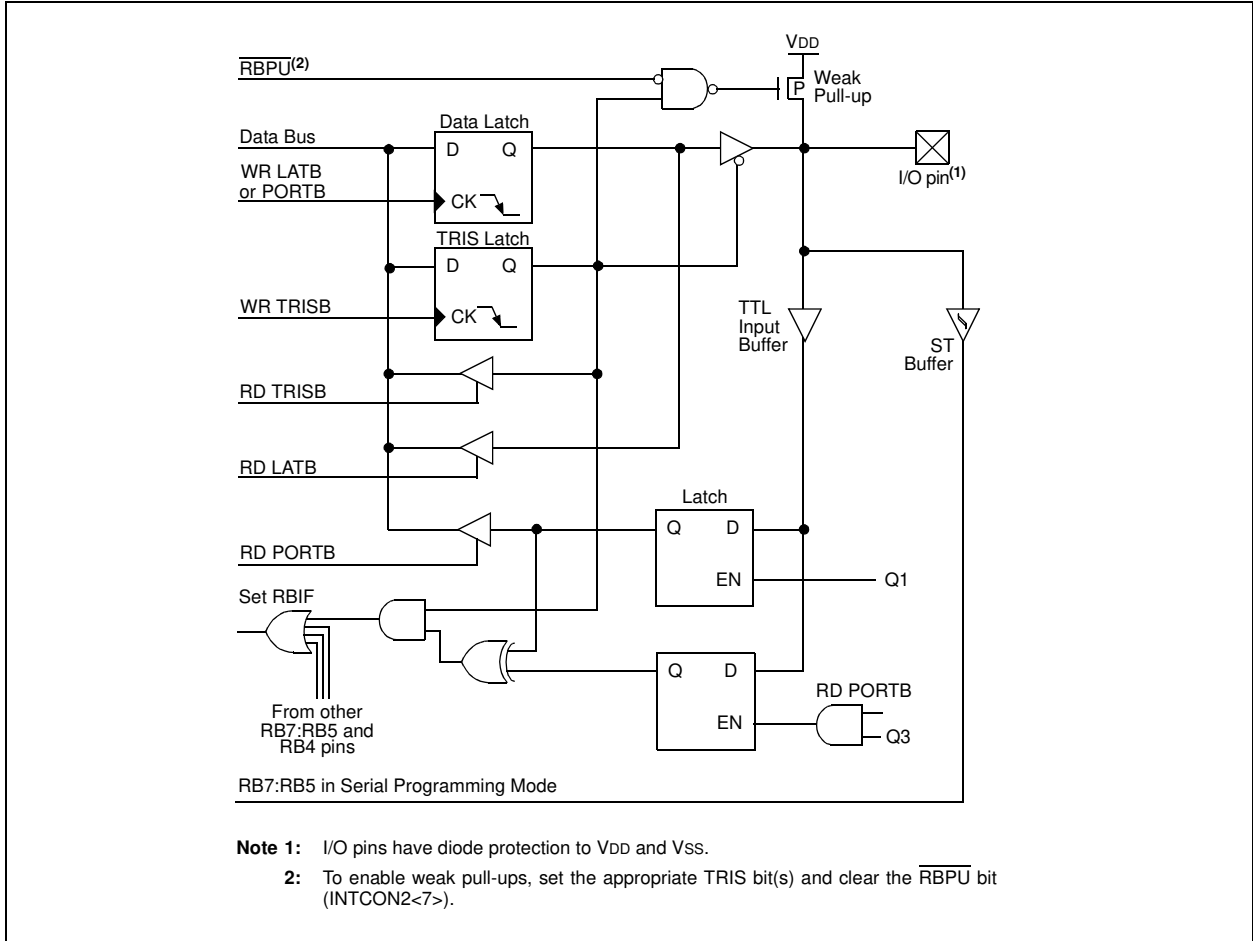 VDD
RBPU(2)
Weak
Pull-up
P
Data Latch
Data Bus
D Q
WR LATB
or PORTB
CK
I/O pin(1)
TRIS Latch
D Q
WR TRISB
CK
TTL
Input
Buffer
ST
Buffer
RD TRISB
RD LATB
Latch
Q D
RD PORTB
EN
Q1
Set RBIF
Q D
RD PORTB
EN
Q3
From other
RB7:RB5 and
RB4 pins
RB7:RB5 in Serial Programming Mode
Note 1: I/O pins have diode protection to VDD and VSS.
2: To enable weak pull-ups, set the appropriate TRIS bit(s) and clear the RBPU bit
(INTCON2<7>).